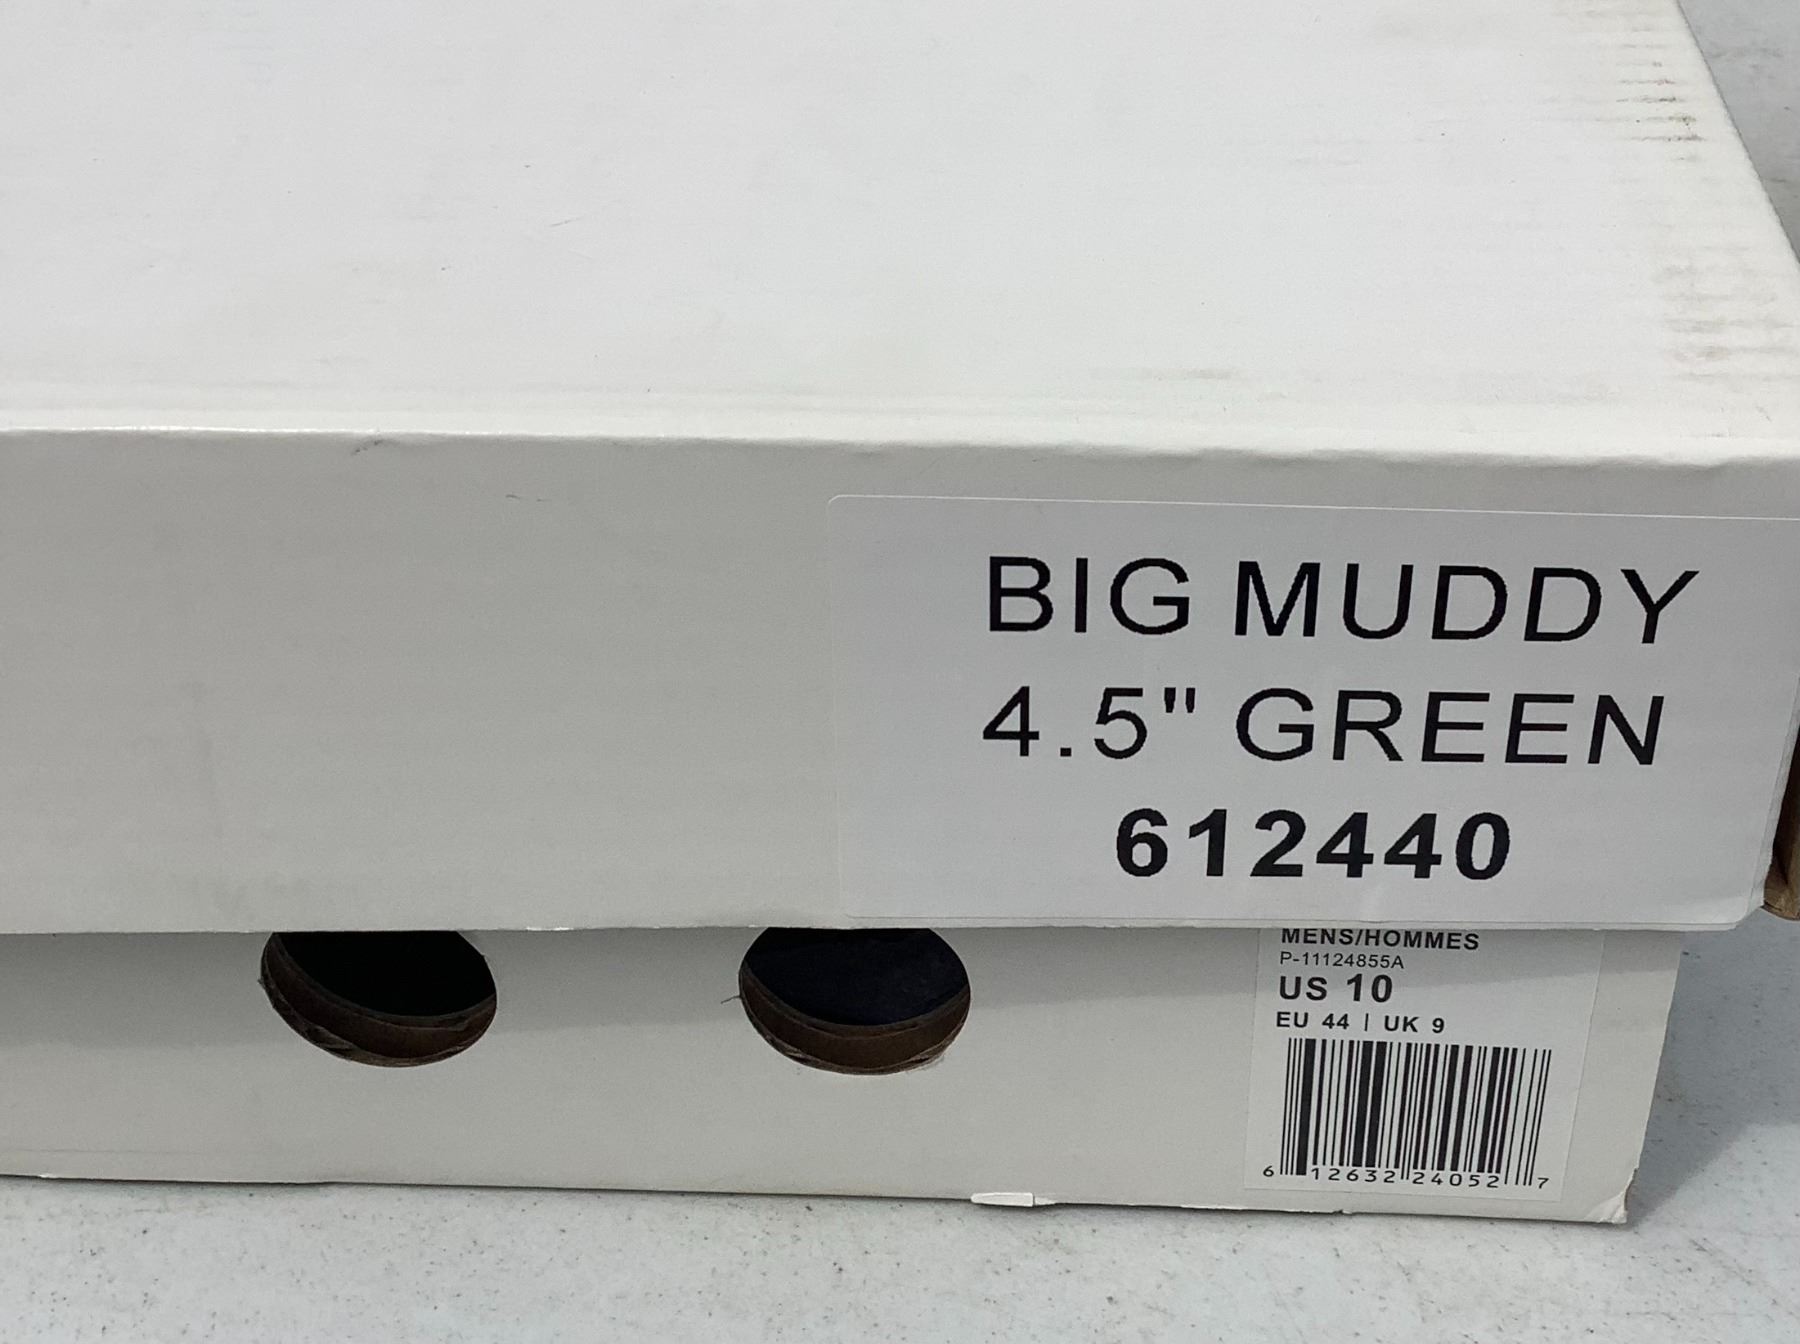 BIG MUDDY
4.5" GREEN
612440
MENS/HOMMES
P-11124855A
US 10
EU 44 | UK 9
6 12632 24052 7